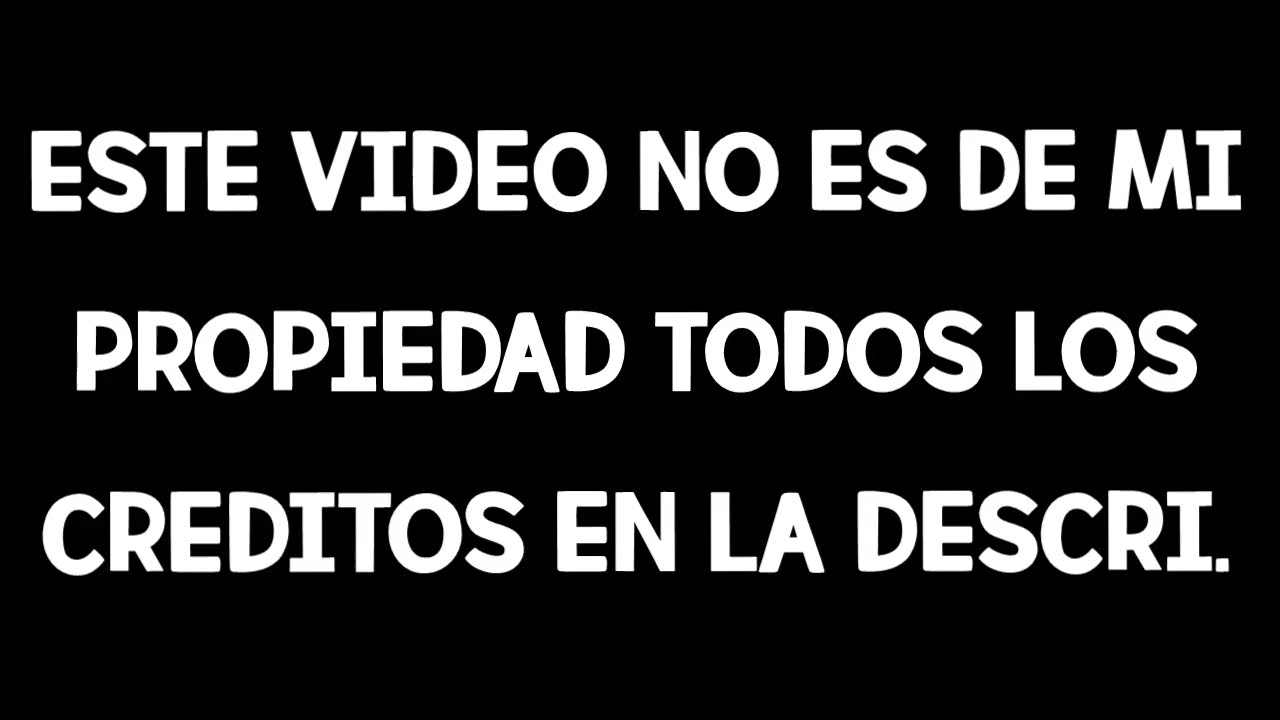 ESTE VIDEO NO ES DE MI
PROPIEDAD TODOS LOS
CREDITOS EN LA DESCRI.